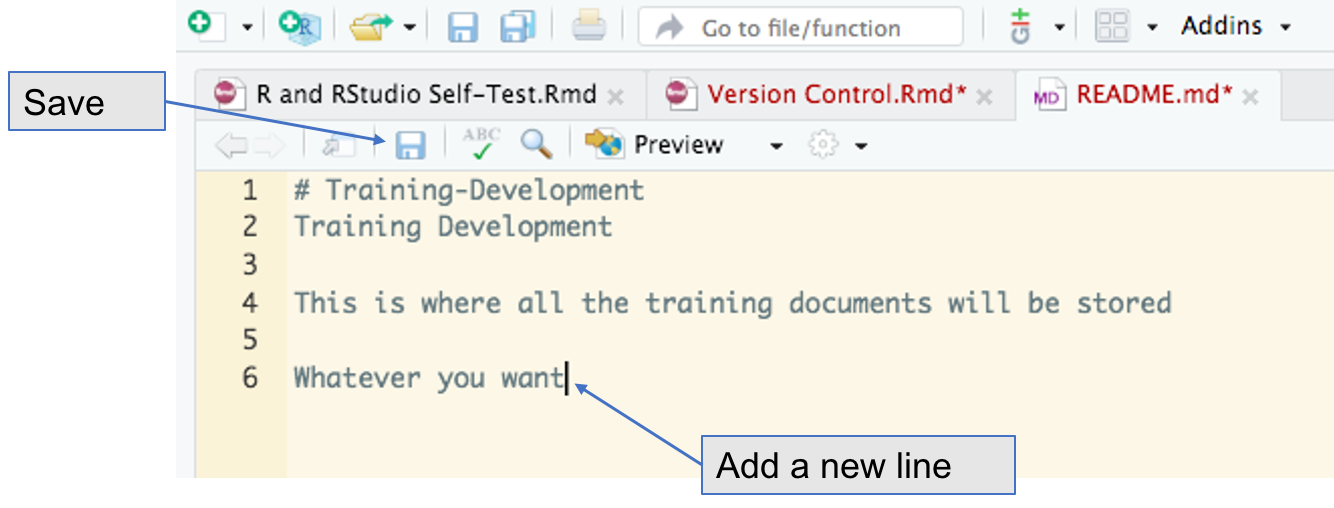 Go to file/function
Git
Addins
Save
R and RStudio Self-Test.Rmd
Version Control.Rmd*
MD README.md*
ABC
Preview
1 # Training-Development
2 Training Development
3
4 This is where all the training documents will be stored
5
6 Whatever you want
Add a new line